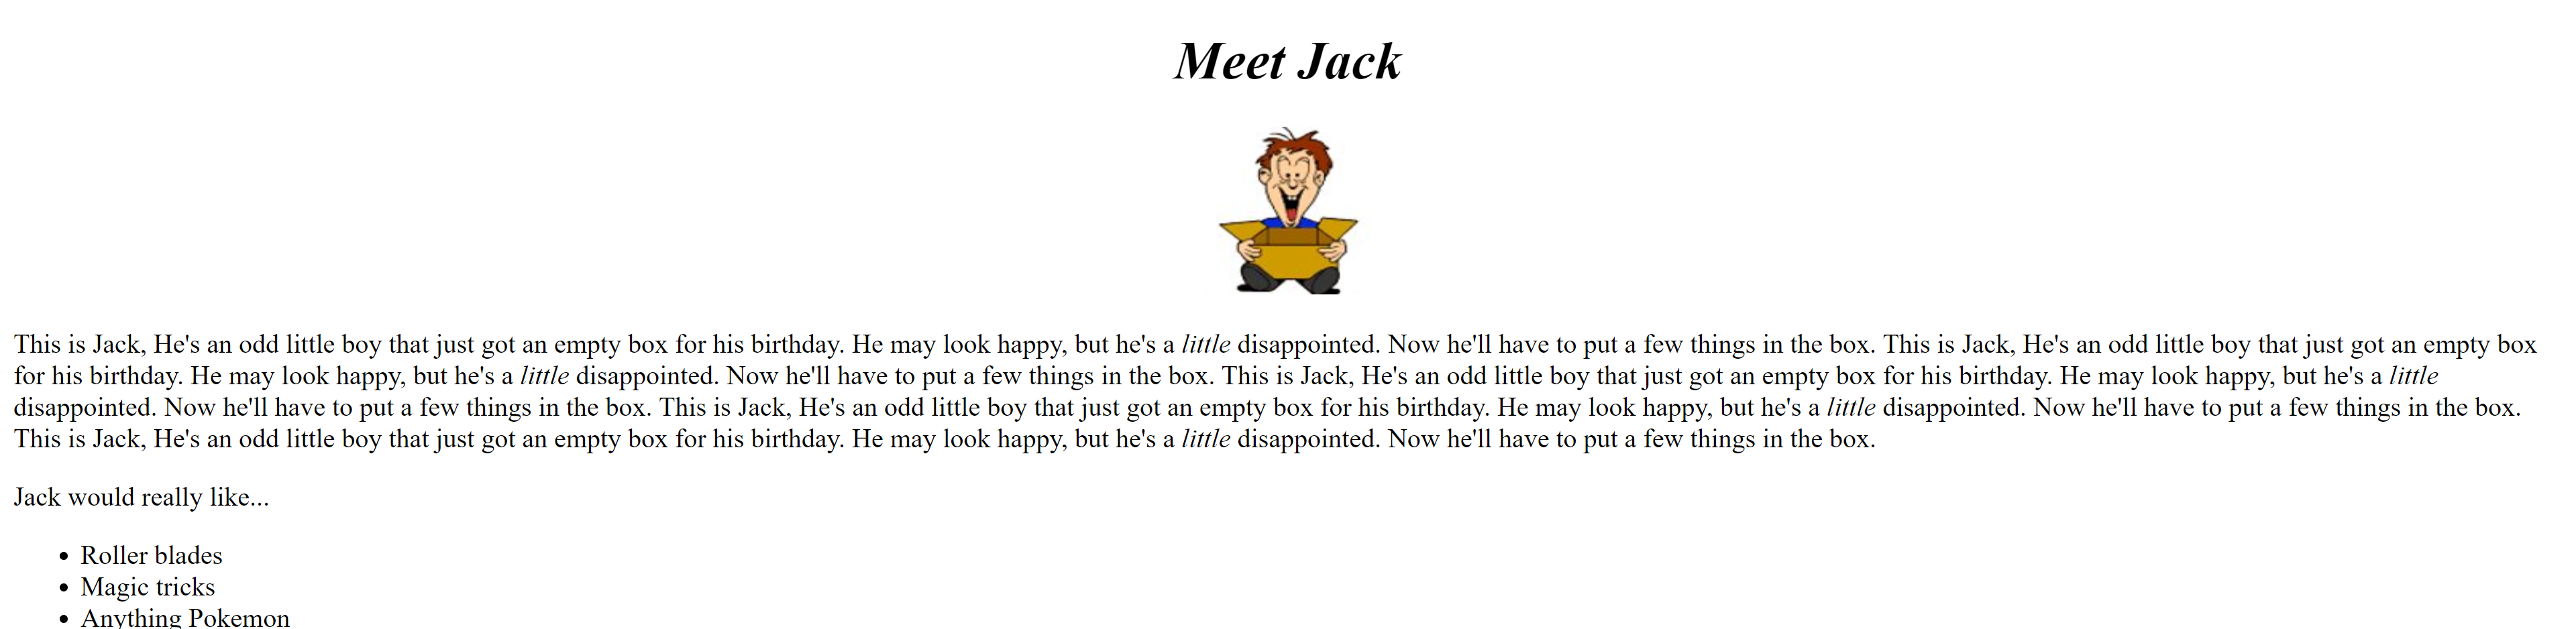 Meet Jack
This is Jack, He's an odd little boy that just got an empty box for his birthday. He may look happy, but he's a little disappointed. Now he'll have to put a few things in the box. This is Jack, He's an odd little boy that just got an empty box
for his birthday. He may look happy, but he's a little disappointed. Now he'll have to put a few things in the box. This is Jack, He's an odd little boy that just got an empty box for his birthday. He may look happy, but he's a little
disappointed. Now he'll have to put a few things in the box. This is Jack, He's an odd little boy that just got an empty box for his birthday. He may look happy, but he's a little disappointed. Now he'll have to put a few things in the box.
This is Jack, He's an odd little boy that just got an empty box for his birthday. He may look happy, but he's a little disappointed. Now he'll have to put a few things in the box.
Jack would really like...
• Roller blades
• Magic tricks
• Anything Pokemon